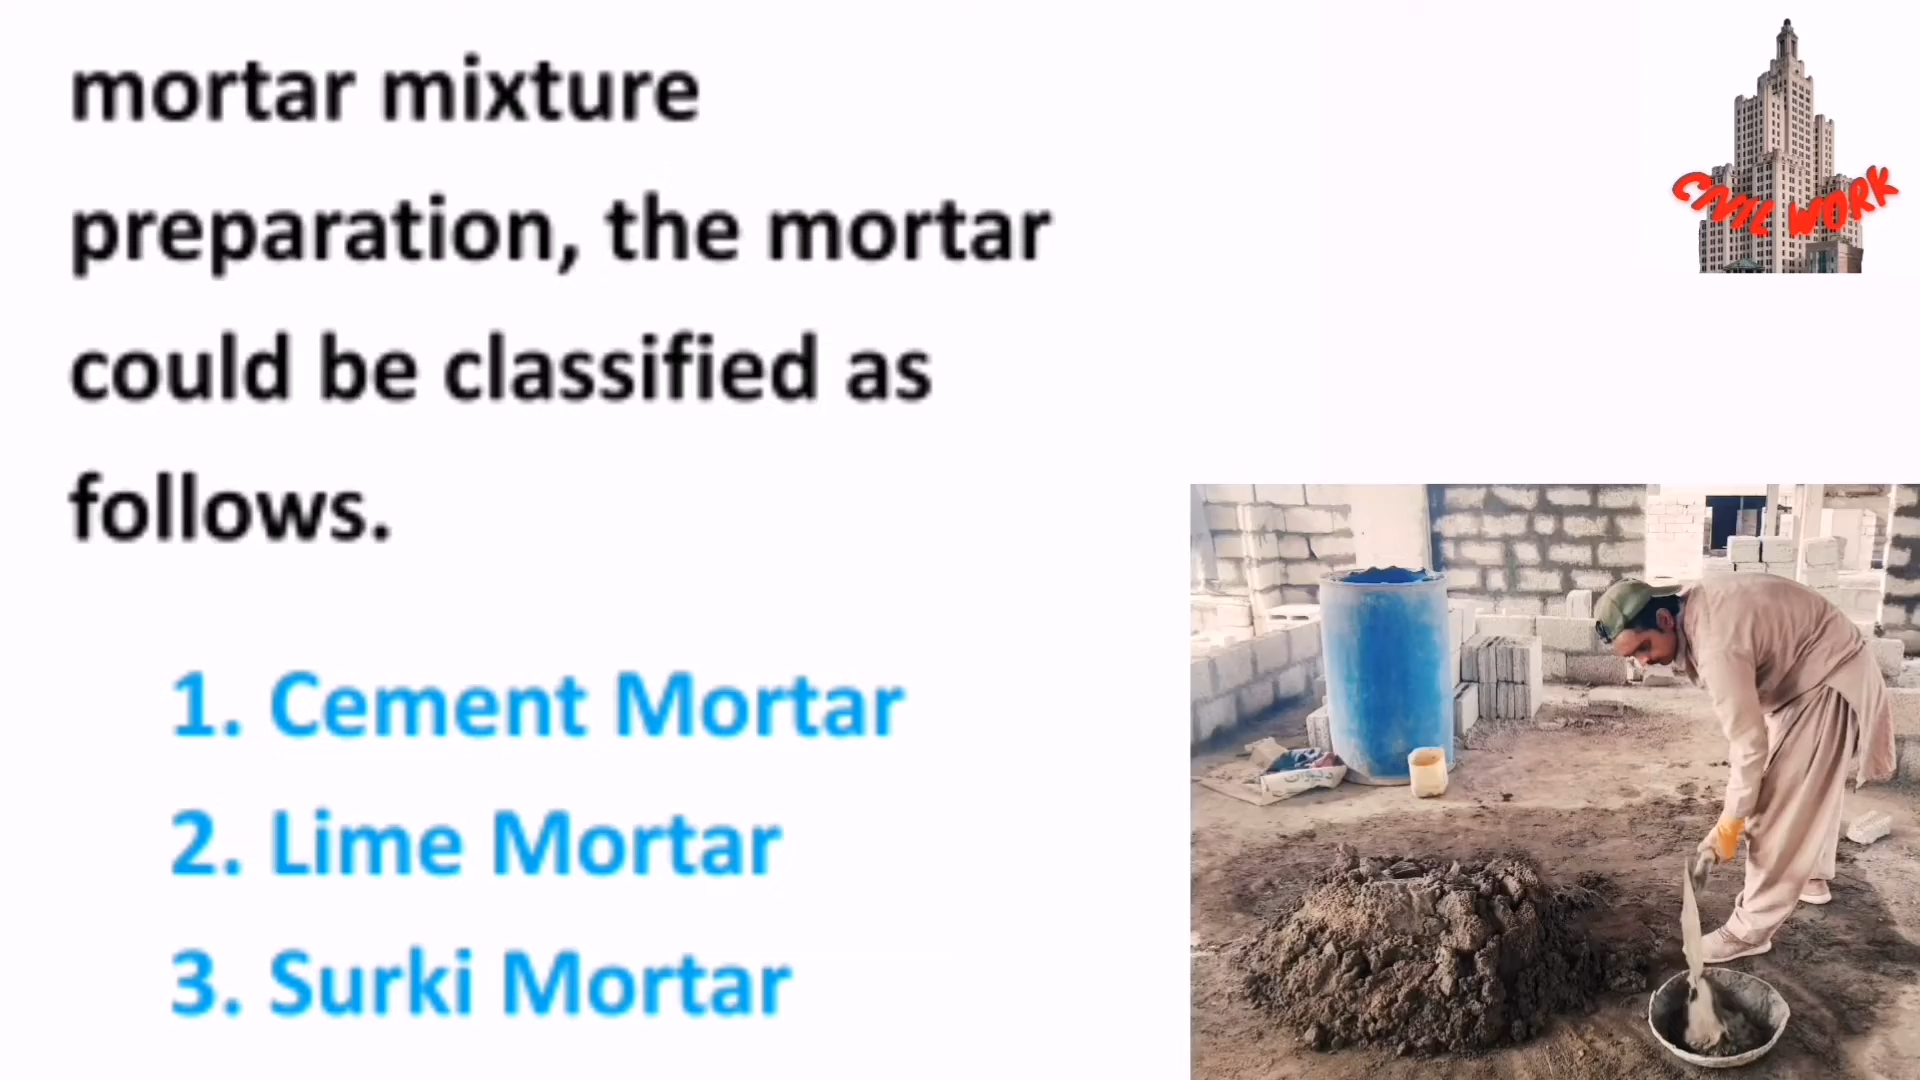 mortar mixture
preparation, the mortar
could be classified as
follows.
1. Cement Mortar
2. Lime Mortar
3. Surki Mortar
CIVIL WORK